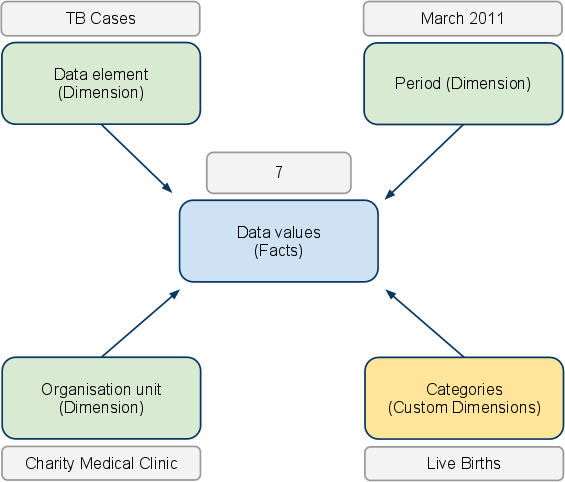 TB Cases
March 2011
Data element
(Dimension)
Period (Dimension)
7
Data values
(Facts)
Organisation unit
(Dimension)
Categories
(Custom Dimensions)
Charity Medical Clinic
Live Births